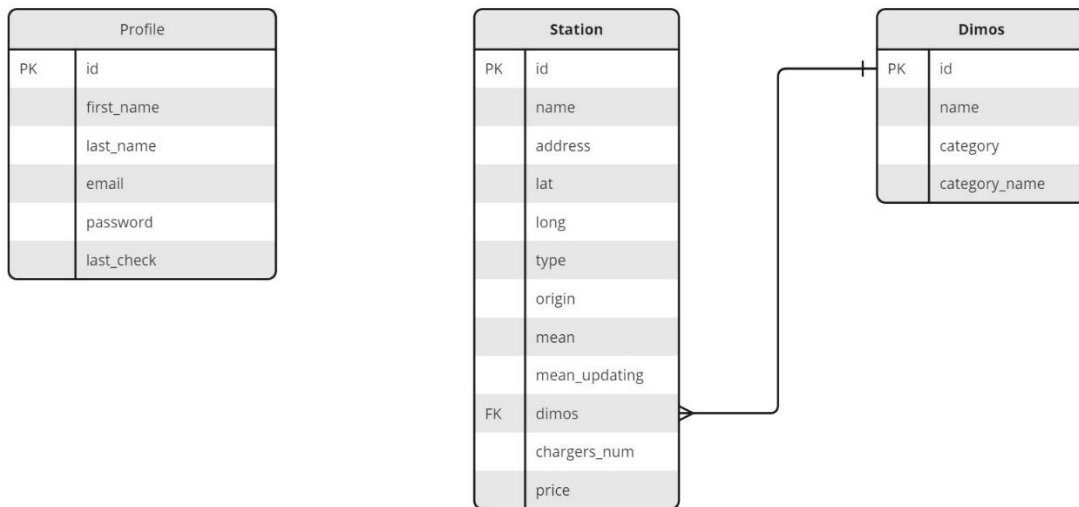 Profile
PK id
first_name
last_name
email
password
last_check
Station
PK id
name
address
lat
long
type
origin
mean
mean_updating
FK dimos
chargers_num
price
Dimos
PK id
name
category
category_name